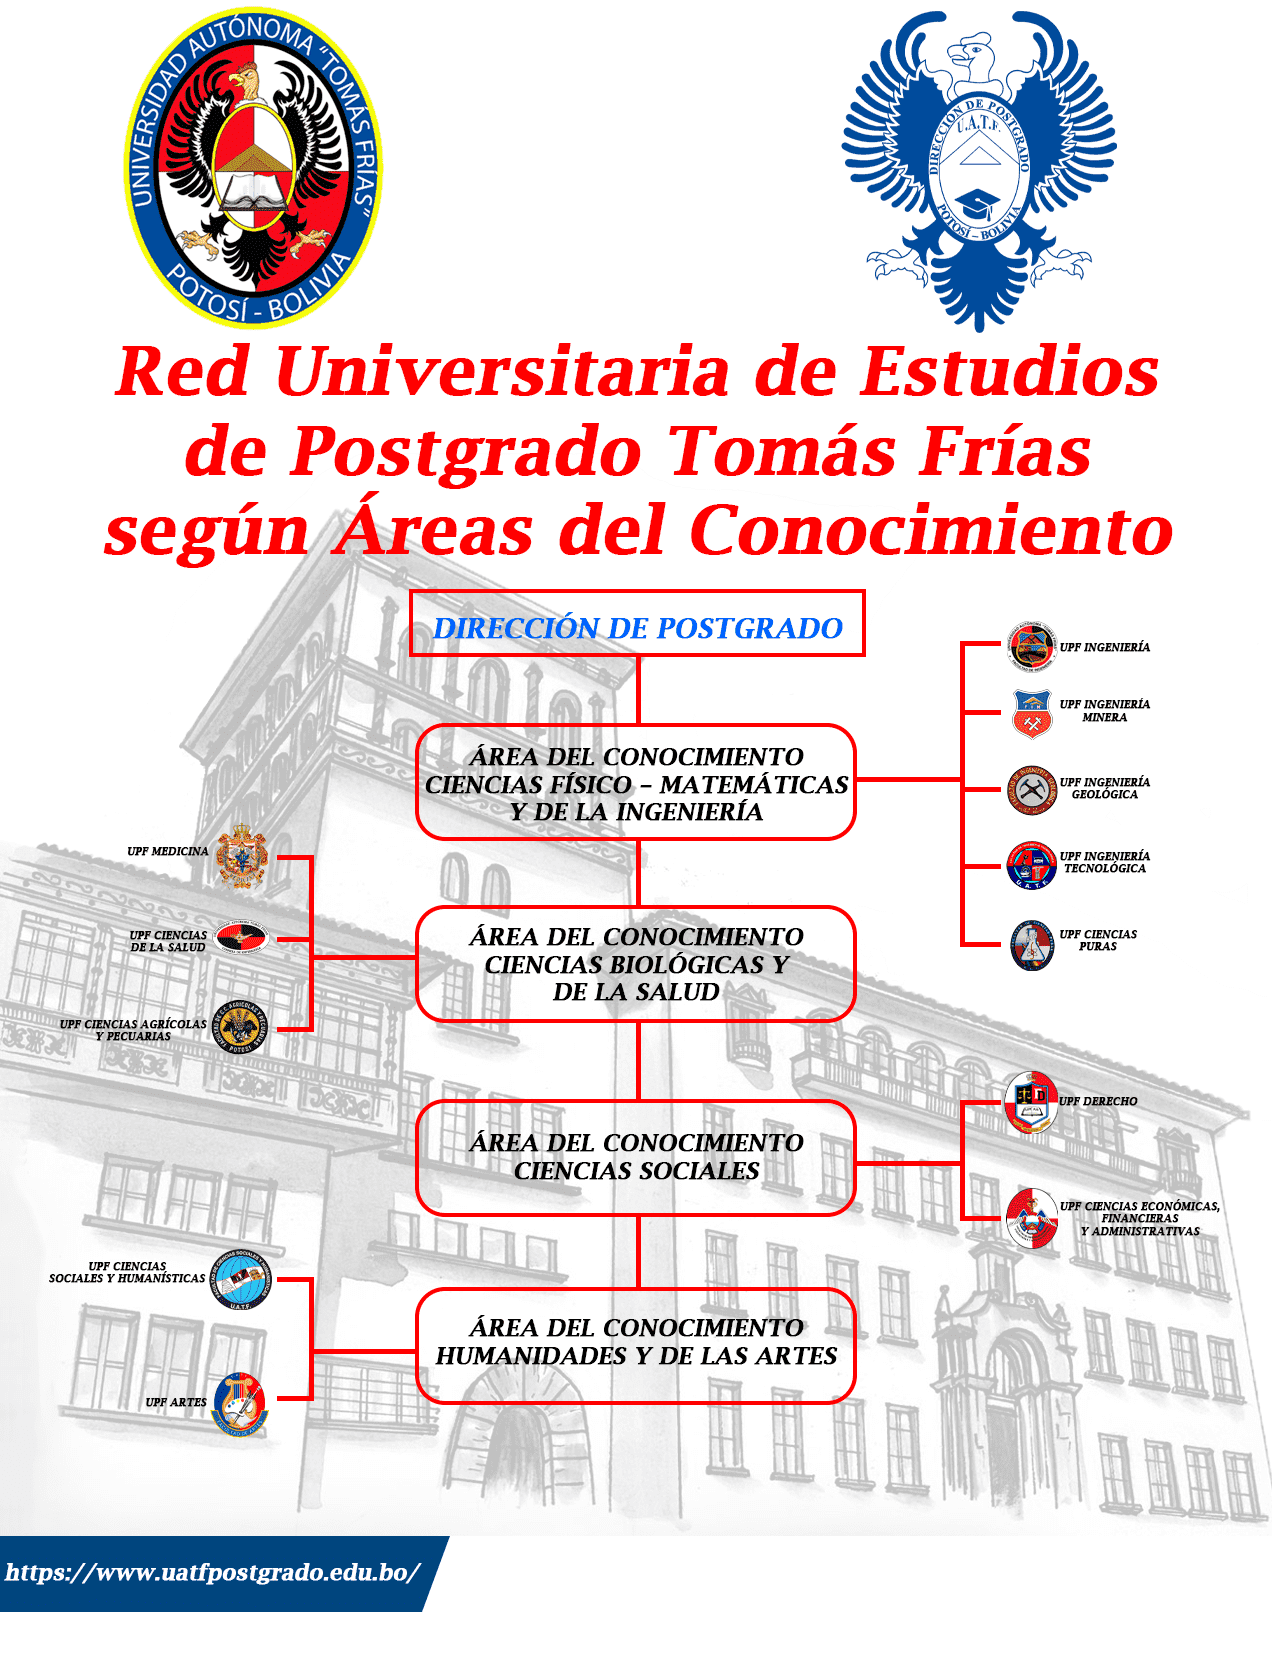 UNIVERSIDAD AUTÓNOMA "TOMÁS FRÍAS"
POTOSÍ - BOLIVIA
DIRECCIÓN DE POSTGRADO
U.A.T.F.
POTOSÍ - BOLIVIA
Red Universitaria de Estudios
de Postgrado Tomás Frías
según Áreas del Conocimiento
DIRECCIÓN DE POSTGRADO
ÁREA DEL CONOCIMIENTO
CIENCIAS FÍSICO – MATEMÁTICAS
Y DE LA INGENIERÍA
UPF INGENIERÍA
UPF INGENIERÍA
MINERA
UPF INGENIERÍA
GEOLÓGICA
UPF INGENIERÍA
TECNOLÓGICA
U. A. T. F.
UPF CIENCIAS
PURAS
ÁREA DEL CONOCIMIENTO
CIENCIAS BIOLÓGICAS Y
DE LA SALUD
UPF MEDICINA
UPF CIENCIAS
DE LA SALUD
UPF CIENCIAS AGRÍCOLAS
Y PECUARIAS
POTOSI
ÁREA DEL CONOCIMIENTO
CIENCIAS SOCIALES
UPF DERECHO
UPF CIENCIAS ECONÓMICAS,
FINANCIERAS
Y ADMINISTRATIVAS
ÁREA DEL CONOCIMIENTO
HUMANIDADES Y DE LAS ARTES
UPF CIENCIAS
SOCIALES Y HUMANÍSTICAS
U.A.T.F.
UPF ARTES
https://www.uatfpostgrado.edu.bo/